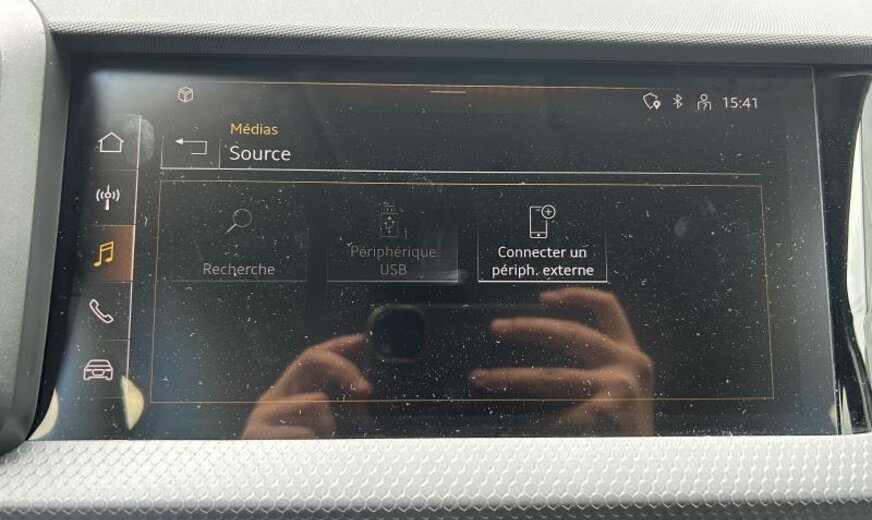 15:41
Médias
Source
Recherche
Périphérique
USB
Connecter un
périph. externe